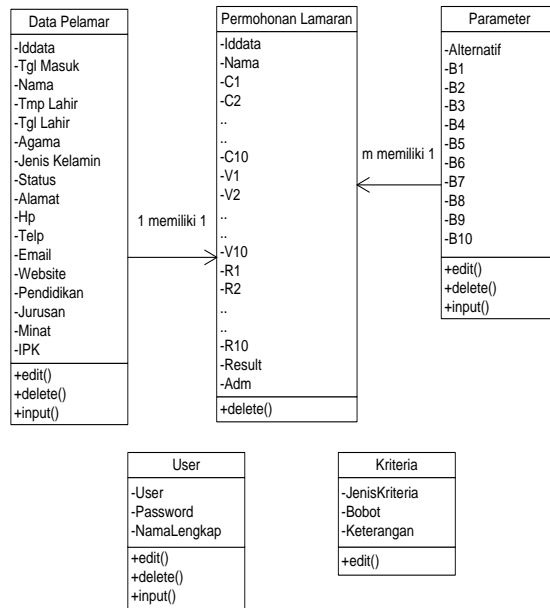 Data Pelamar
-Iddata
-Tgl Masuk
-Nama
-Tmp Lahir
-Tgl Lahir
-Agama
-Jenis Kelamin
-Status
-Alamat
-Hp
-Telp
-Email
-Website
-Pendidikan
-Jurusan
-Minat
-IPK
+edit()
+delete()
+input()
1 memiliki 1
Permohonan Lamaran
-Iddata
-Nama
-C1
-C2
..
..
-C10
-V1
-V2
..
..
-V10
-R1
-R2
..
..
-R10
-Result
-Adm
+delete()
m memiliki 1
Parameter
-Alternatif
-B1
-B2
-B3
-B4
-B5
-B6
-B7
-B8
-B9
-B10
+edit()
+delete()
+input()
User
-User
-Password
-NamaLengkap
+edit()
+delete()
+input()
Kriteria
-JenisKriteria
-Bobot
-Keterangan
+edit()